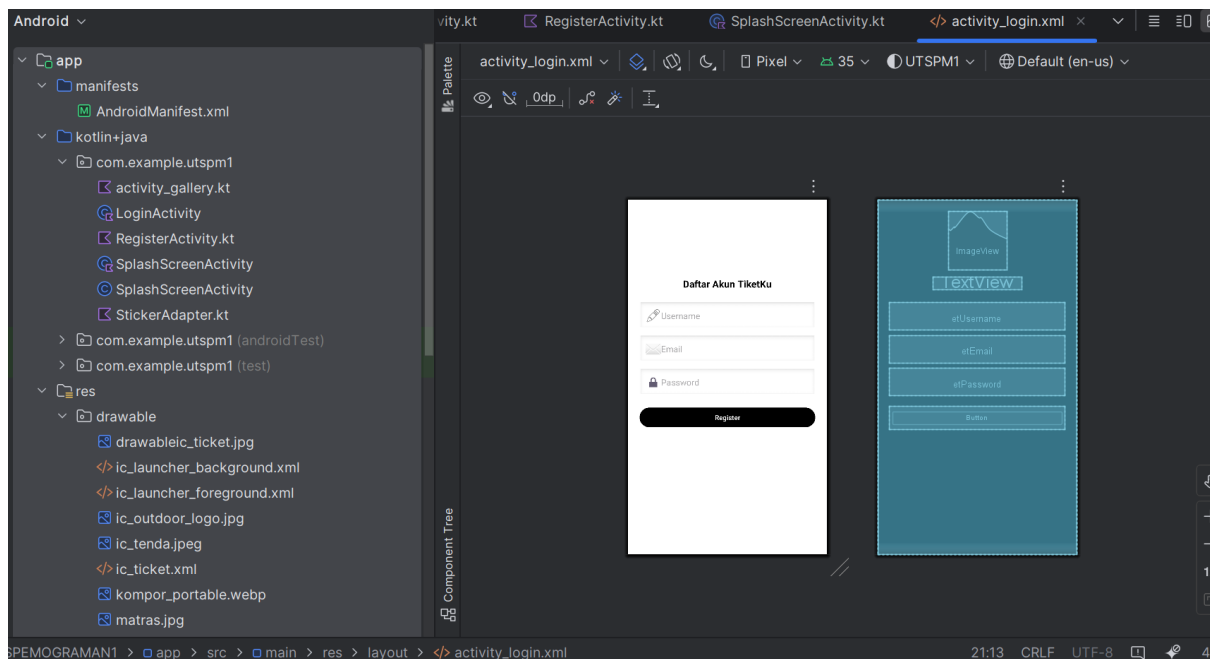 Android
vity.kt
RegisterActivity.kt
SplashScreenActivity.kt
activity_login.xml
app
manifests
AndroidManifest.xml
kotlin+java
com.example.utspm1
activity_gallery.kt
LoginActivity
RegisterActivity.kt
SplashScreenActivity
SplashScreenActivity
StickerAdapter.kt
com.example.utspm1 (androidTest)
com.example.utspm1 (test)
res
drawable
drawableic_ticket.jpg
ic_launcher_background.xml
ic_launcher_foreground.xml
ic_outdoor_logo.jpg
ic_tenda.jpeg
ic_ticket.xml
kompor_portable.webp
matras.jpg
Palette
Component Tree
activity_login.xml
Pixel
35
UTSPM1
Default (en-us)
0dp
Daftar Akun TiketKu
Username
Email
Password
Register
ImageView
TextView
etUsername
etEmail
etPassword
Button
1
SPEMOGRAMAN1 > app > src > main > res > layout > activity_login.xml
21:13 CRLF UTF-8 4